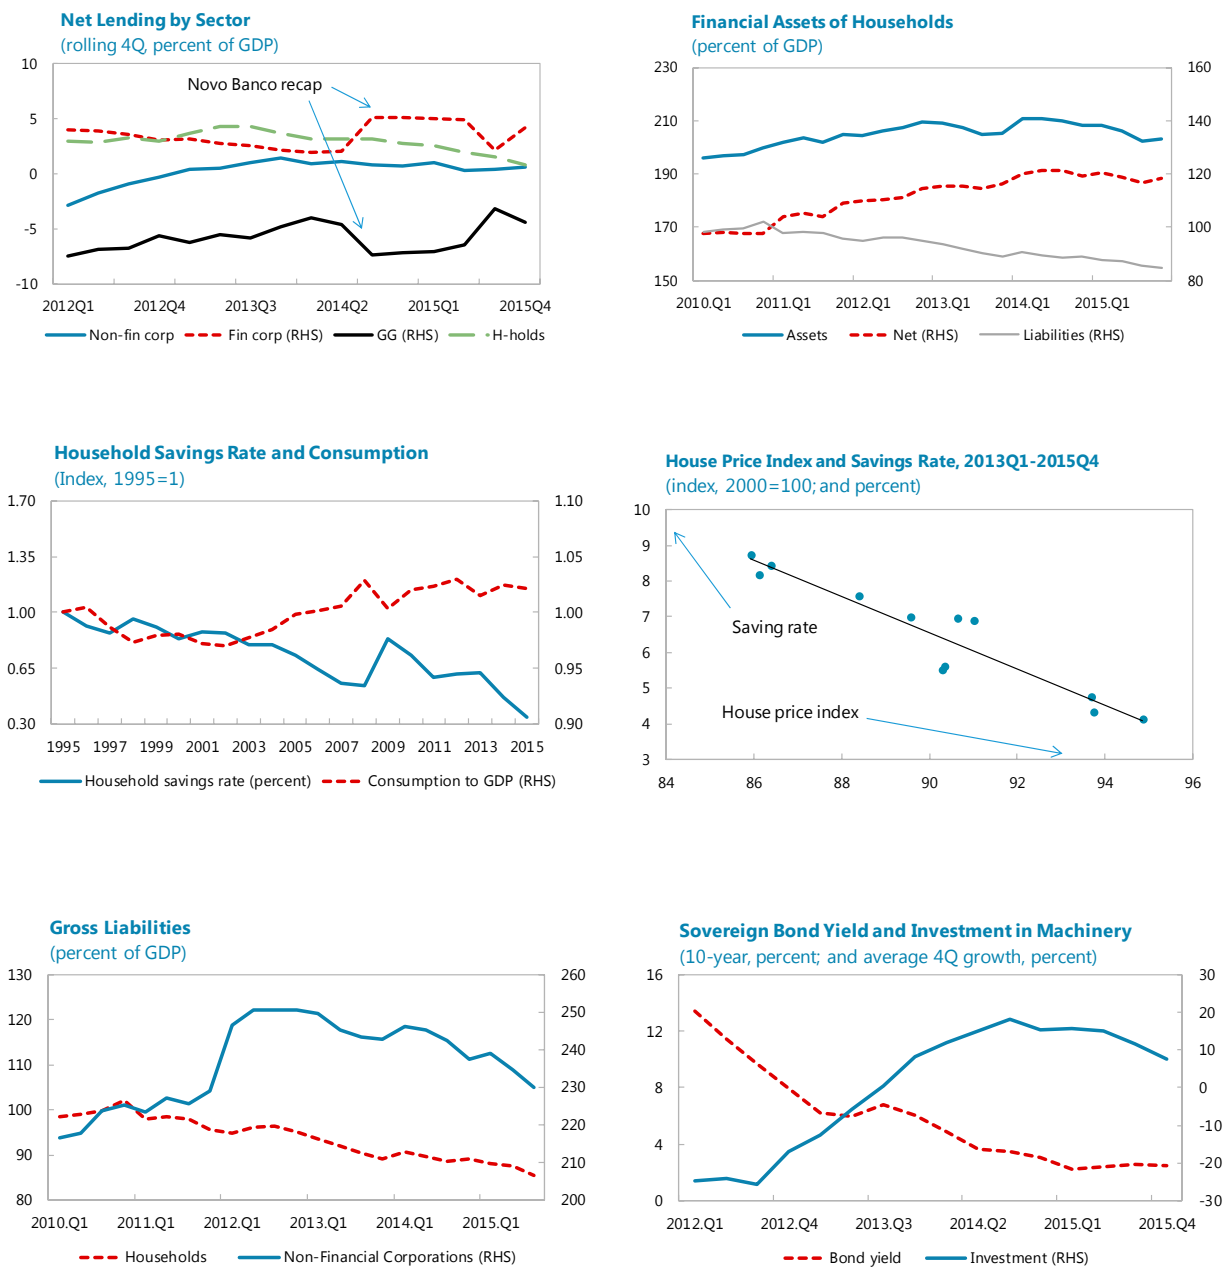 Net Lending by Sector
(rolling 4Q, percent of GDP)
10
5
0
-5
-10
Novo Banco recap
2012Q1 2012Q4 2013Q3 2014Q2 2015Q1 2015Q4
Non-fin corp Fin corp (RHS) GG (RHS) H-holds
Financial Assets of Households
(percent of GDP)
230 160
210 140
190 120
170 100
150 80
2010.Q1 2011.Q1 2012.Q1 2013.Q1 2014.Q1 2015.Q1
Assets Net (RHS) Liabilities (RHS)
Household Savings Rate and Consumption
(Index, 1995=1)
1.70 1.10
1.35 1.05
1.00 1.00
0.65 0.95
0.30 0.90
1995 1997 1999 2001 2003 2005 2007 2009 2011 2013 2015
Household savings rate (percent) Consumption to GDP (RHS)
House Price Index and Savings Rate, 2013Q1-2015Q4
(index, 2000=100; and percent)
10
9
8
7
6
5
4
3
Saving rate
House price index
84 86 88 90 92 94 96
Gross Liabilities
(percent of GDP)
130 260
120 250
110 240
100 230
90 220
80 210
200
2010.Q1 2011.Q1 2012.Q1 2013.Q1 2014.Q1 2015.Q1
Households Non-Financial Corporations (RHS)
Sovereign Bond Yield and Investment in Machinery
(10-year, percent; and average 4Q growth, percent)
16 30
12 20
8 10
4 0
0 -10
-20
-30
2012.Q1 2012.Q4 2013.Q3 2014.Q2 2015.Q1 2015.Q4
Bond yield Investment (RHS)